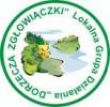 "DORZECZA ZGŁOWIĄCZKI"
Lokalna Grupa Działania